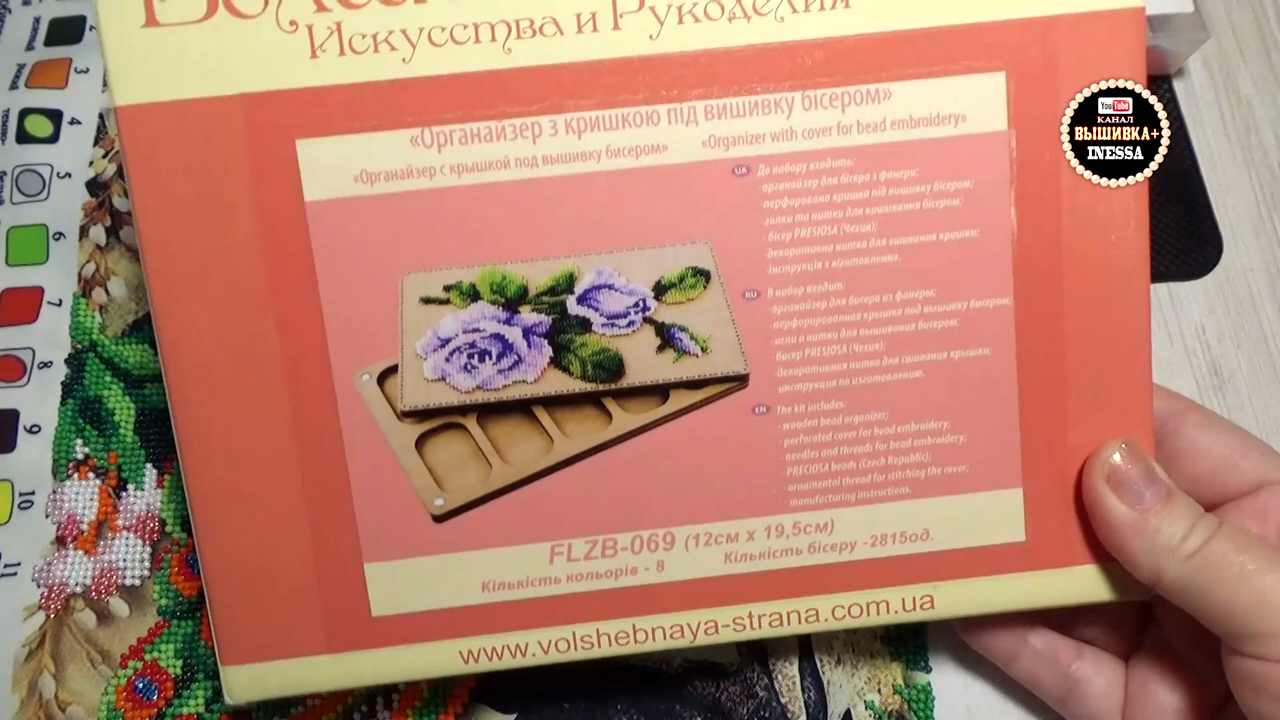 Искусства и Рукоделия
«Органайзер з кришкою під вишивку бісером»
«Органайзер с крышкой под вышивку бисером» «Organizer with cover for bead embroidery»
UA До набору входить:
·органайзер для бісера з фанери;
·перфорована кришка під вишивку бісером;
голки та нитки для вишивання бісером;
·бісер PRESIOSA (Чехия);
·декоративна нитка для зшивання кришки;
·інструкція з виготовлення.
RU В набор входит:
·органайзер для бисера из фанеры;
·перфорированная крышка под вышивку бисером;
·игли и нитки для вышивания бисером;
·бисер PRESIOSA (Чехия);
·декоративная нитка для сшивания крышки;
инструкция по изготовлению.
EN The kit includes:
- wooden bead organizer;
- perforated cover for bead embroidery;
- needles and threads for bead embroidery;
- PRECIOSA beads (Czech Republic);
- ornamental thread for stitching the cover;
- manufacturing instructions.
FLZB-069 (12см x 19,5см)
Кількість кольорів - 8 Кількість бісеру -2815од.
www.volshebnaya-strana.com.ua
You Tube
КАНАЛ
ВЫШИВКА+
INESSA
2
3
4
5
6
7
8
9
10
11